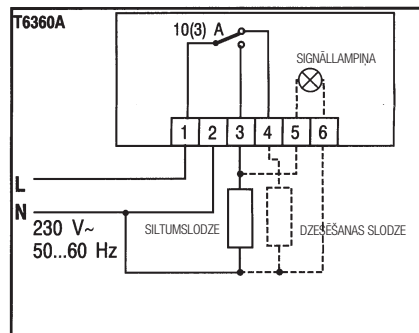 T6360A
10(3) A
SIGNĀLLAMPIŅA
1 2 3 4 5 6
L
N
230 V~
50...60 Hz
SILTUMSLODZE
DZESĒŠANAS SLODZE